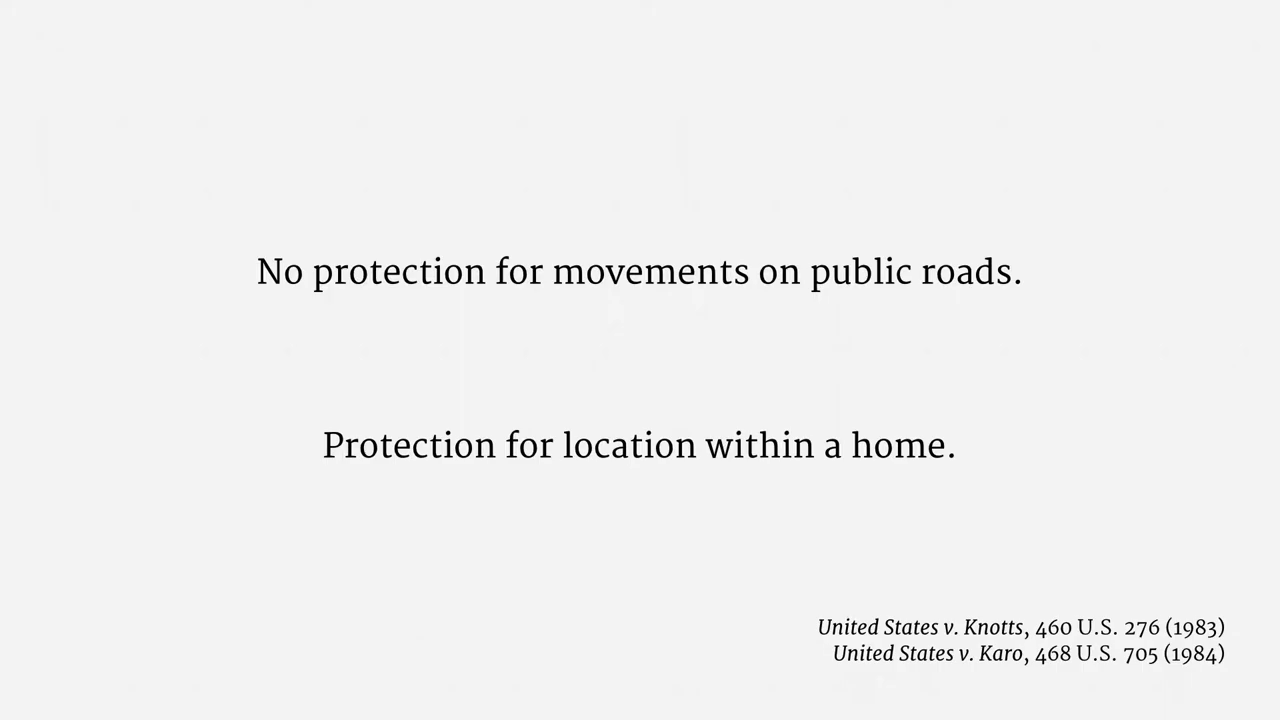 No protection for movements on public roads.
Protection for location within a home.
United States v. Knotts, 460 U.S. 276 (1983)
United States v. Karo, 468 U.S. 705 (1984)